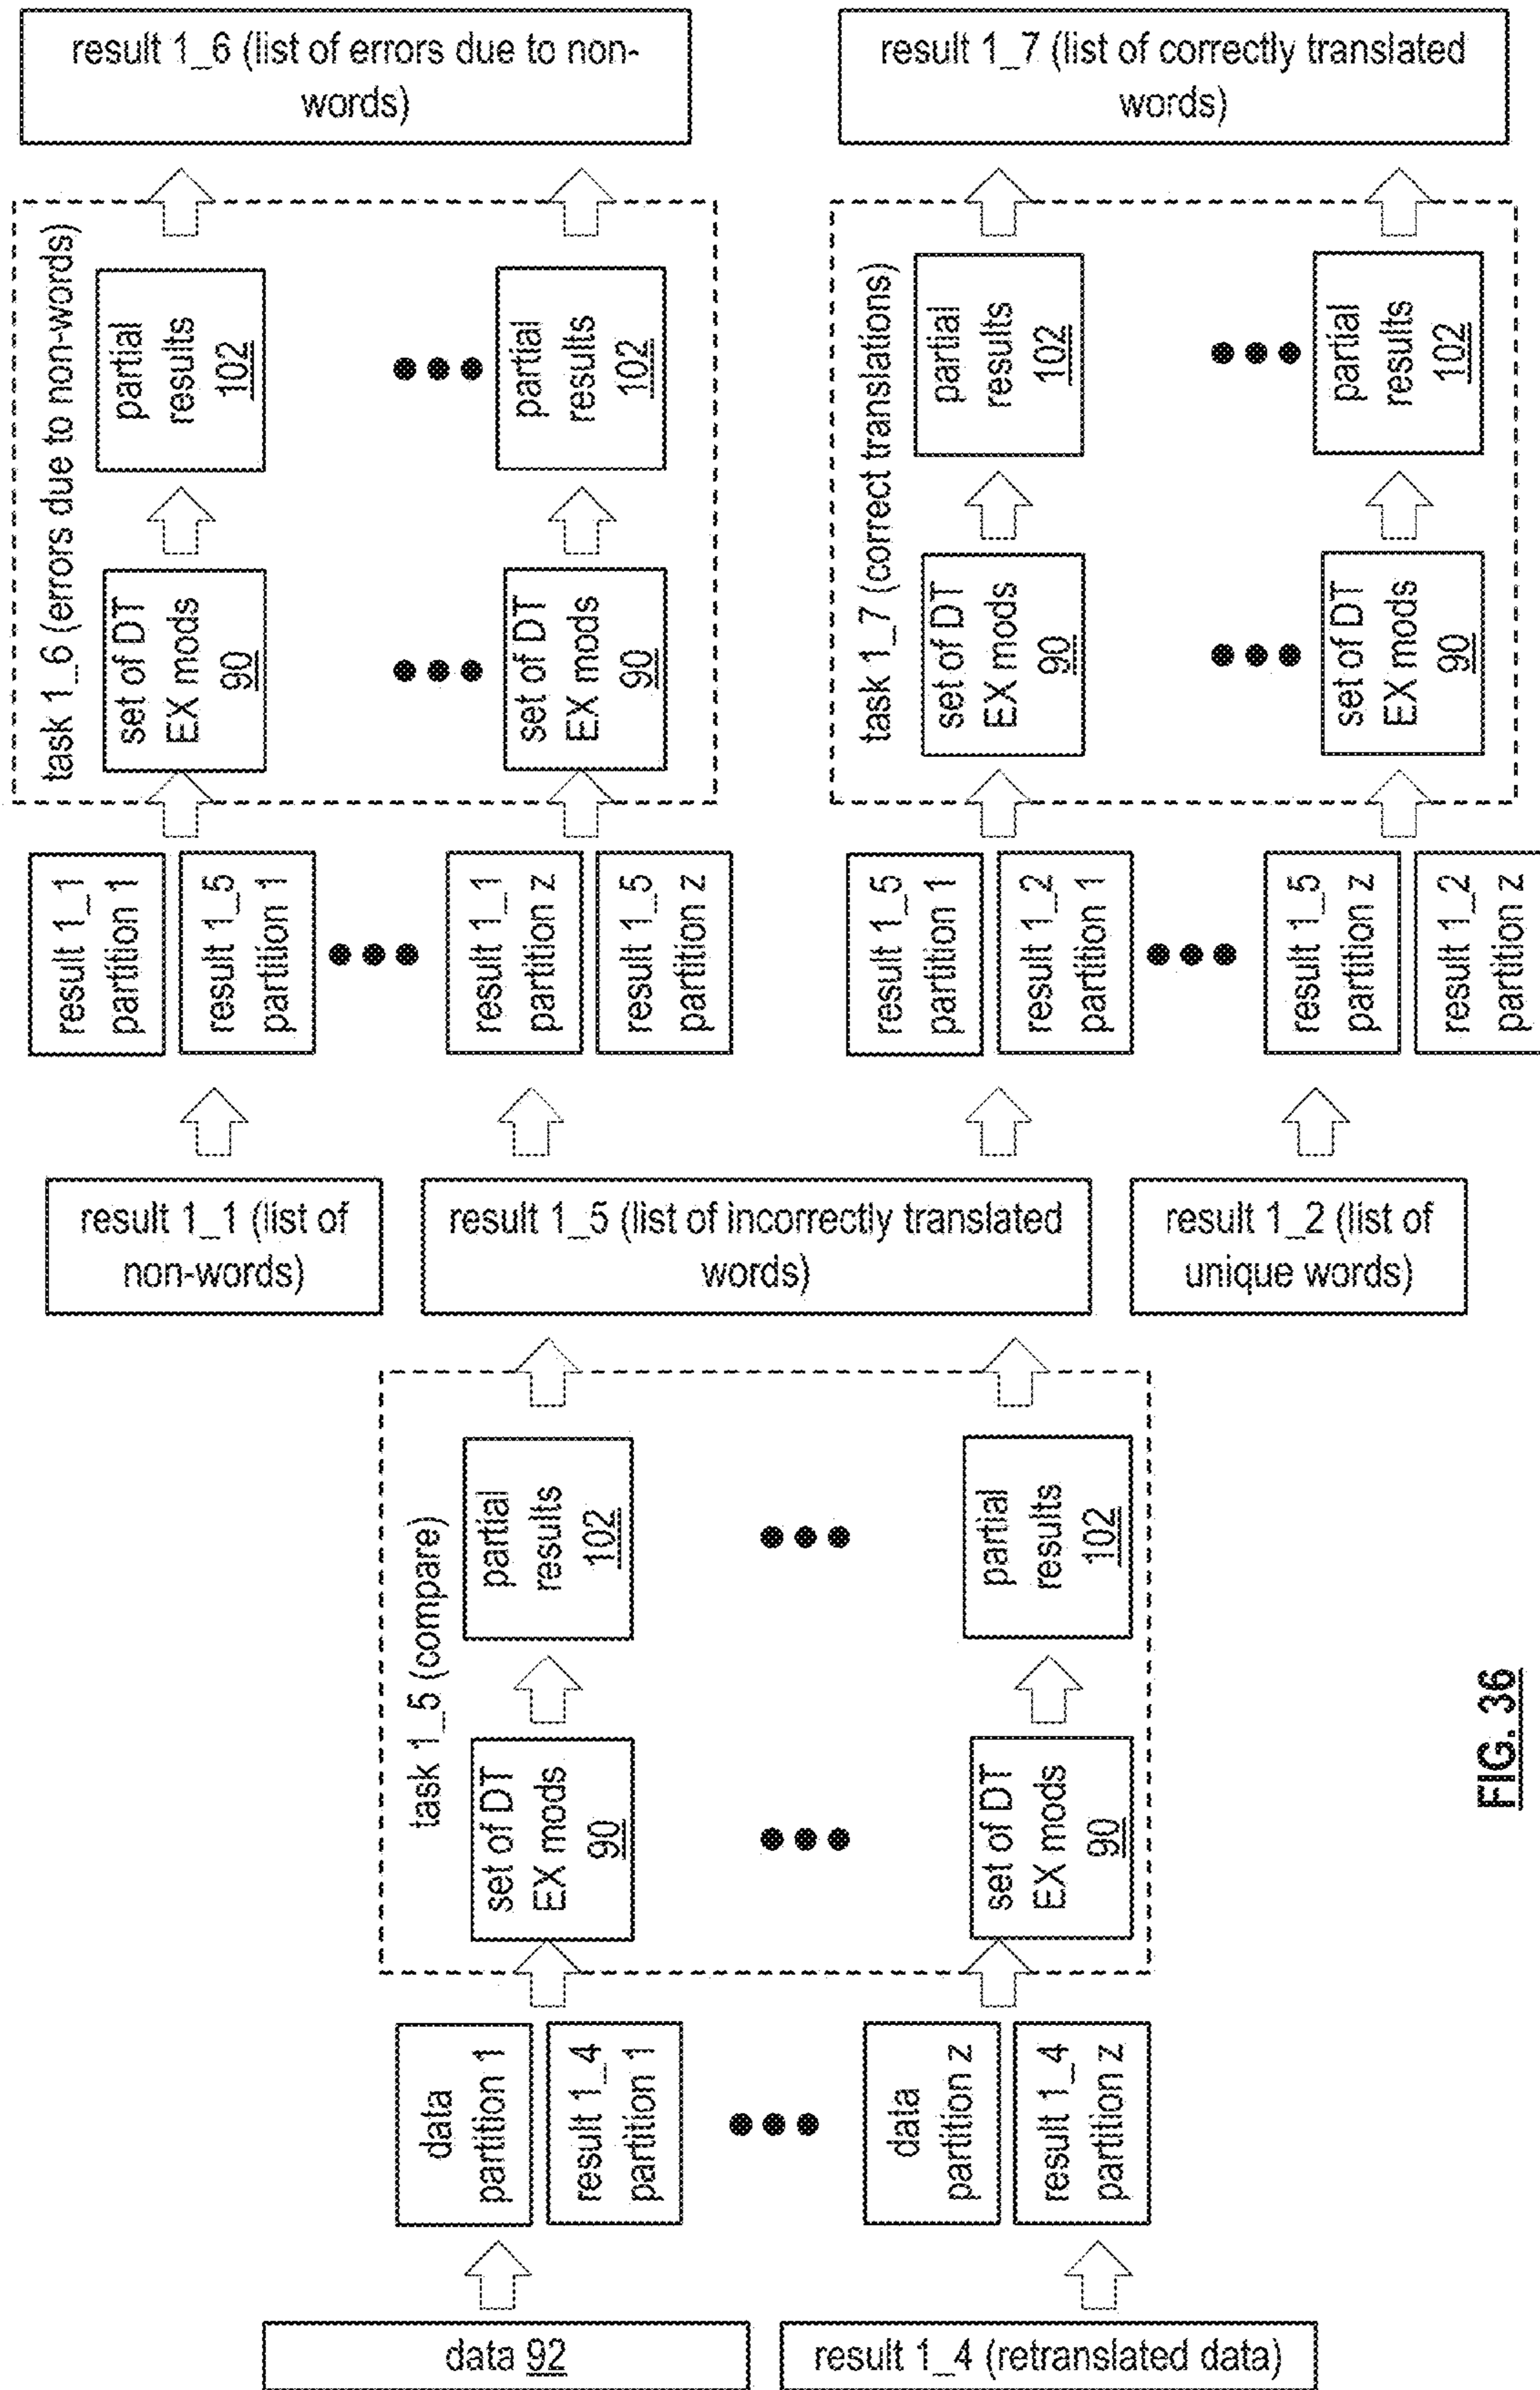 result 1_6 (list of errors due to non-
words)
result 1_7 (list of correctly translated
words)
task 1_6 (errors due to non-words)
set of DT
EX mods
90
partial
results
102
set of DT
EX mods
90
partial
results
102
task 1_7 (correct translations)
set of DT
EX mods
90
partial
results
102
set of DT
EX mods
90
partial
results
102
result 1_1
partition 1
result 1_5
partition 1
result 1_1
partition z
result 1_5
partition z
result 1_5
partition 1
result 1_2
partition 1
result 1_5
partition z
result 1_2
partition z
result 1_1 (list of
non-words)
result 1_5 (list of incorrectly translated
words)
result 1_2 (list of
unique words)
task 1_5 (compare)
set of DT
EX mods
90
partial
results
102
set of DT
EX mods
90
partial
results
102
data
partition 1
result 1_4
partition 1
data
partition z
result 1_4
partition z
data 92
result 1_4 (retranslated data)
FIG. 36